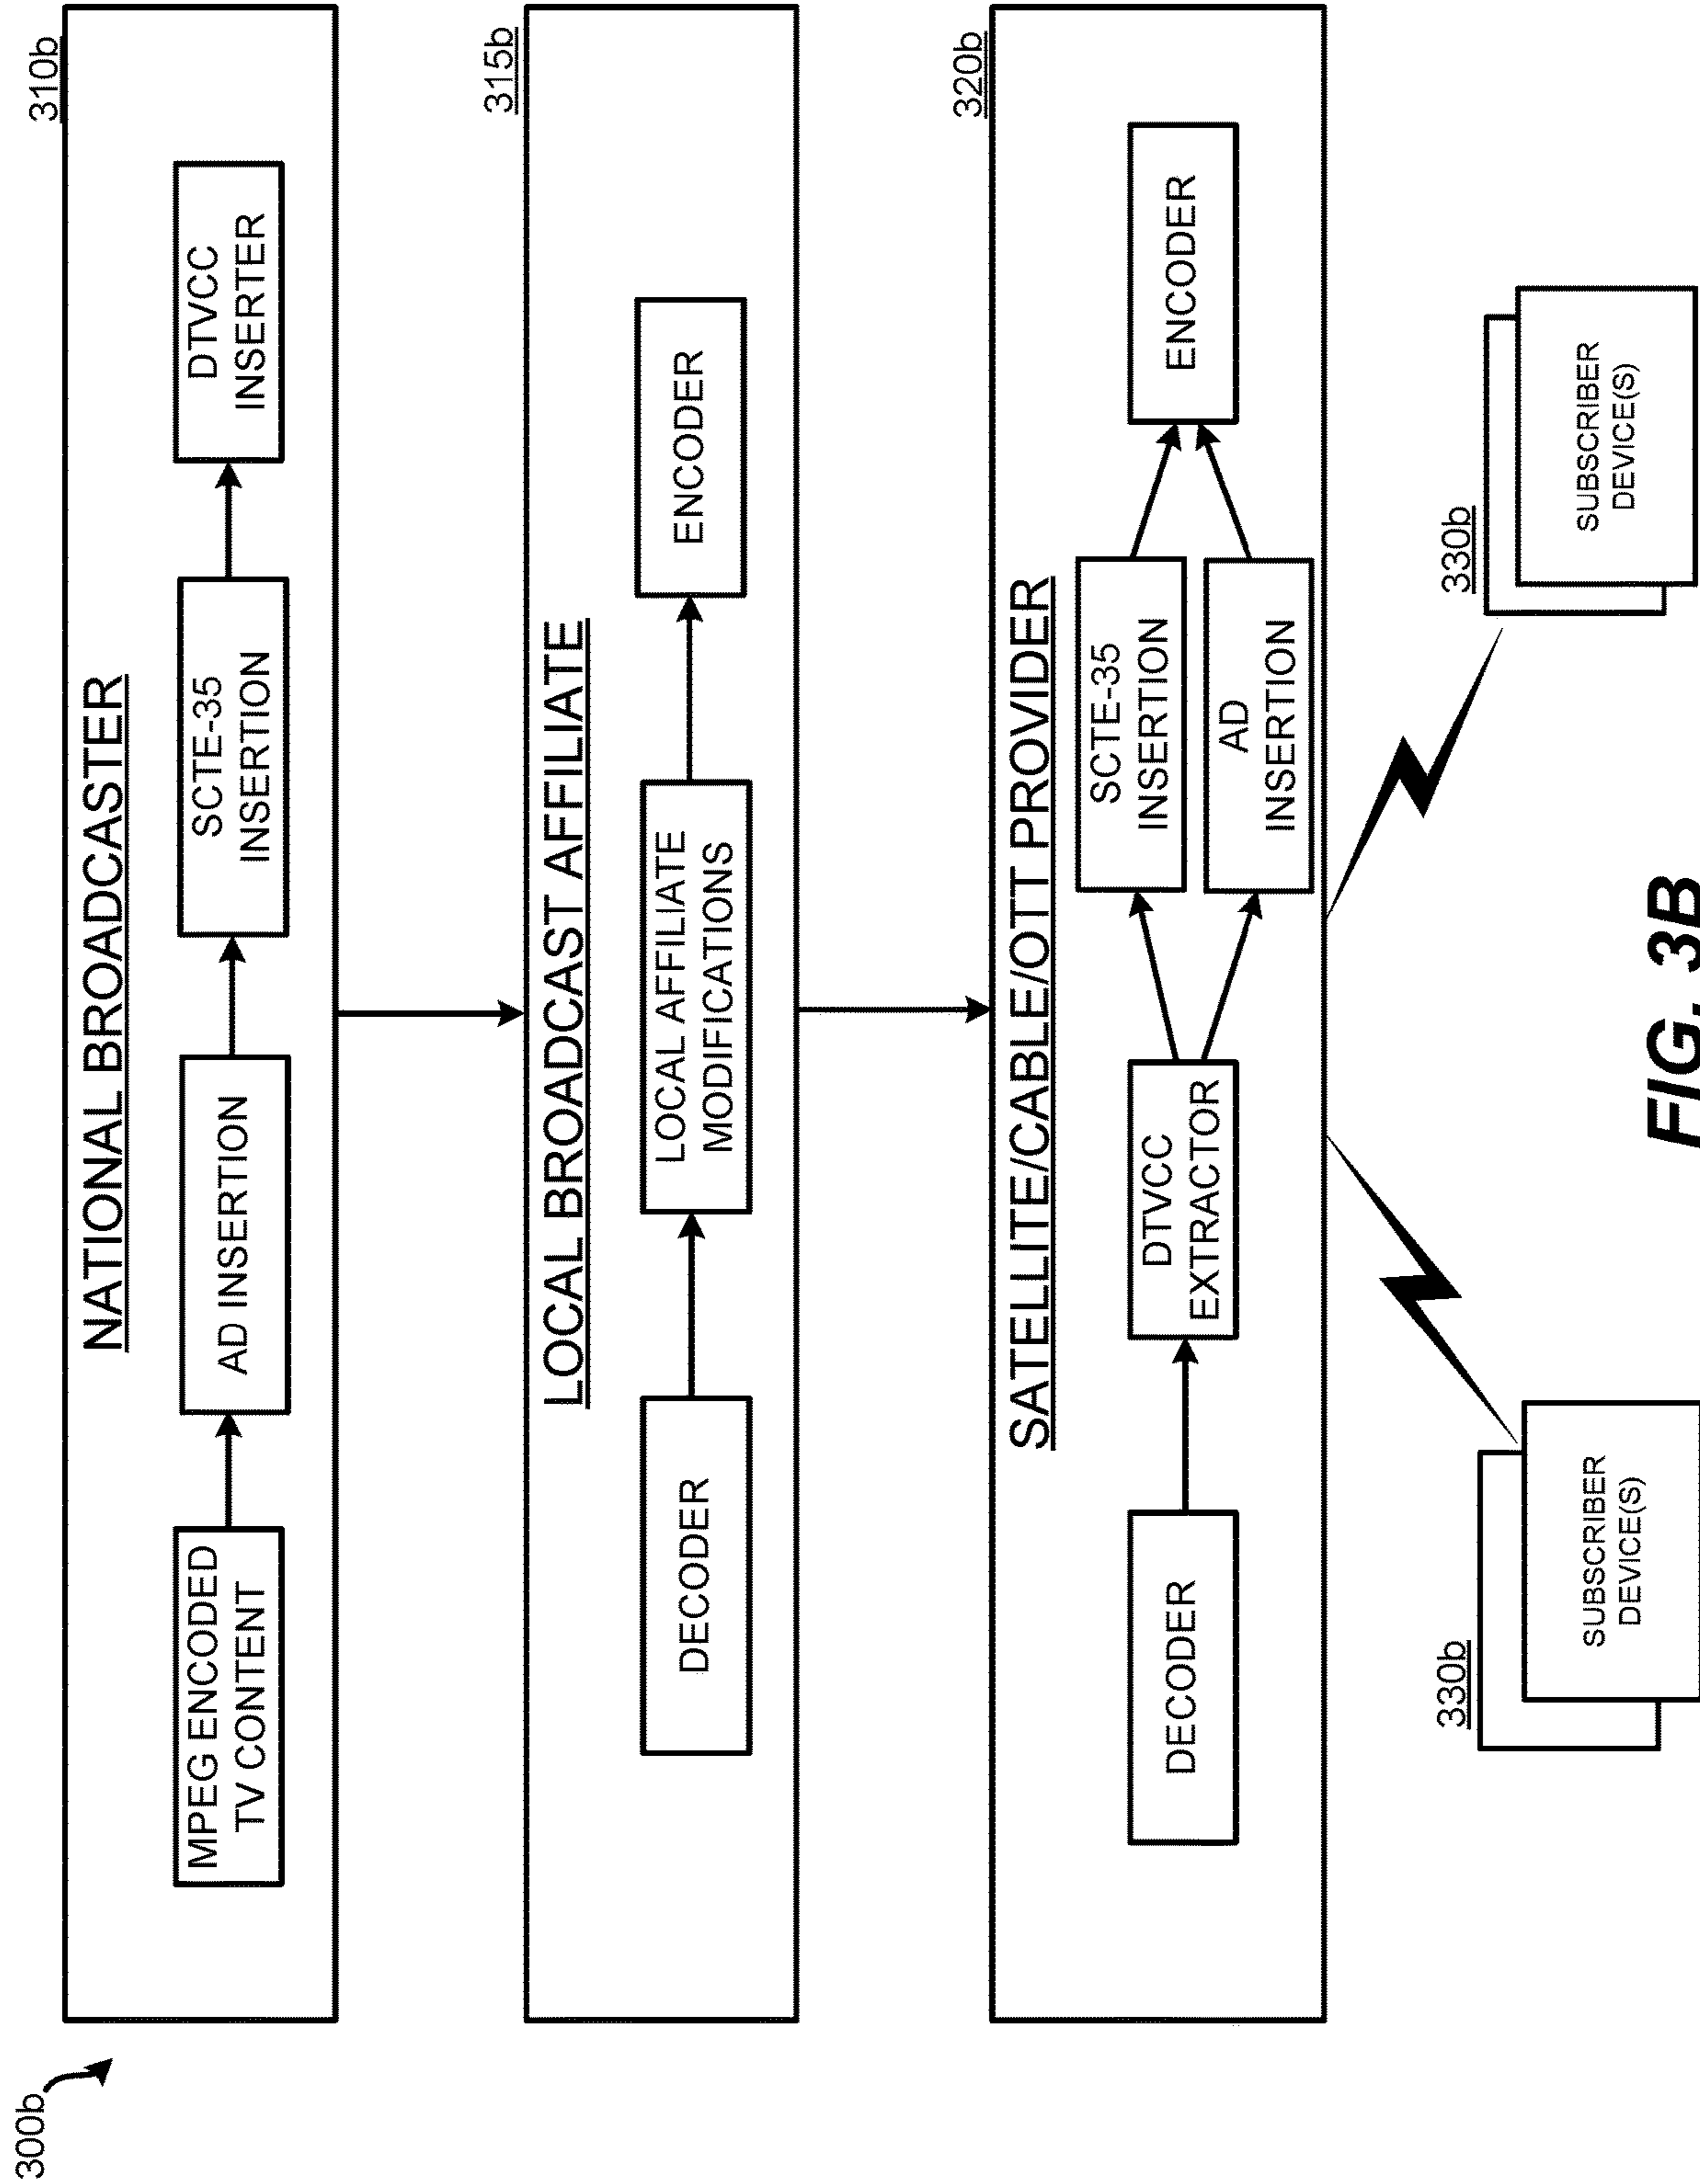 300b
310b
NATIONAL BROADCASTER
MPEG ENCODED
TV CONTENT
AD INSERTION
SCTE-35
INSERTION
DTVCC
INSERTER
315b
LOCAL BROADCAST AFFILIATE
DECODER
LOCAL AFFILIATE
MODIFICATIONS
ENCODER
320b
SATELLITE/CABLE/OTT PROVIDER
DECODER
DTVCC
EXTRACTOR
SCTE-35
INSERTION
AD
INSERTION
ENCODER
330b
SUBSCRIBER
DEVICE(S)
330b
SUBSCRIBER
DEVICE(S)
FIG. 3B